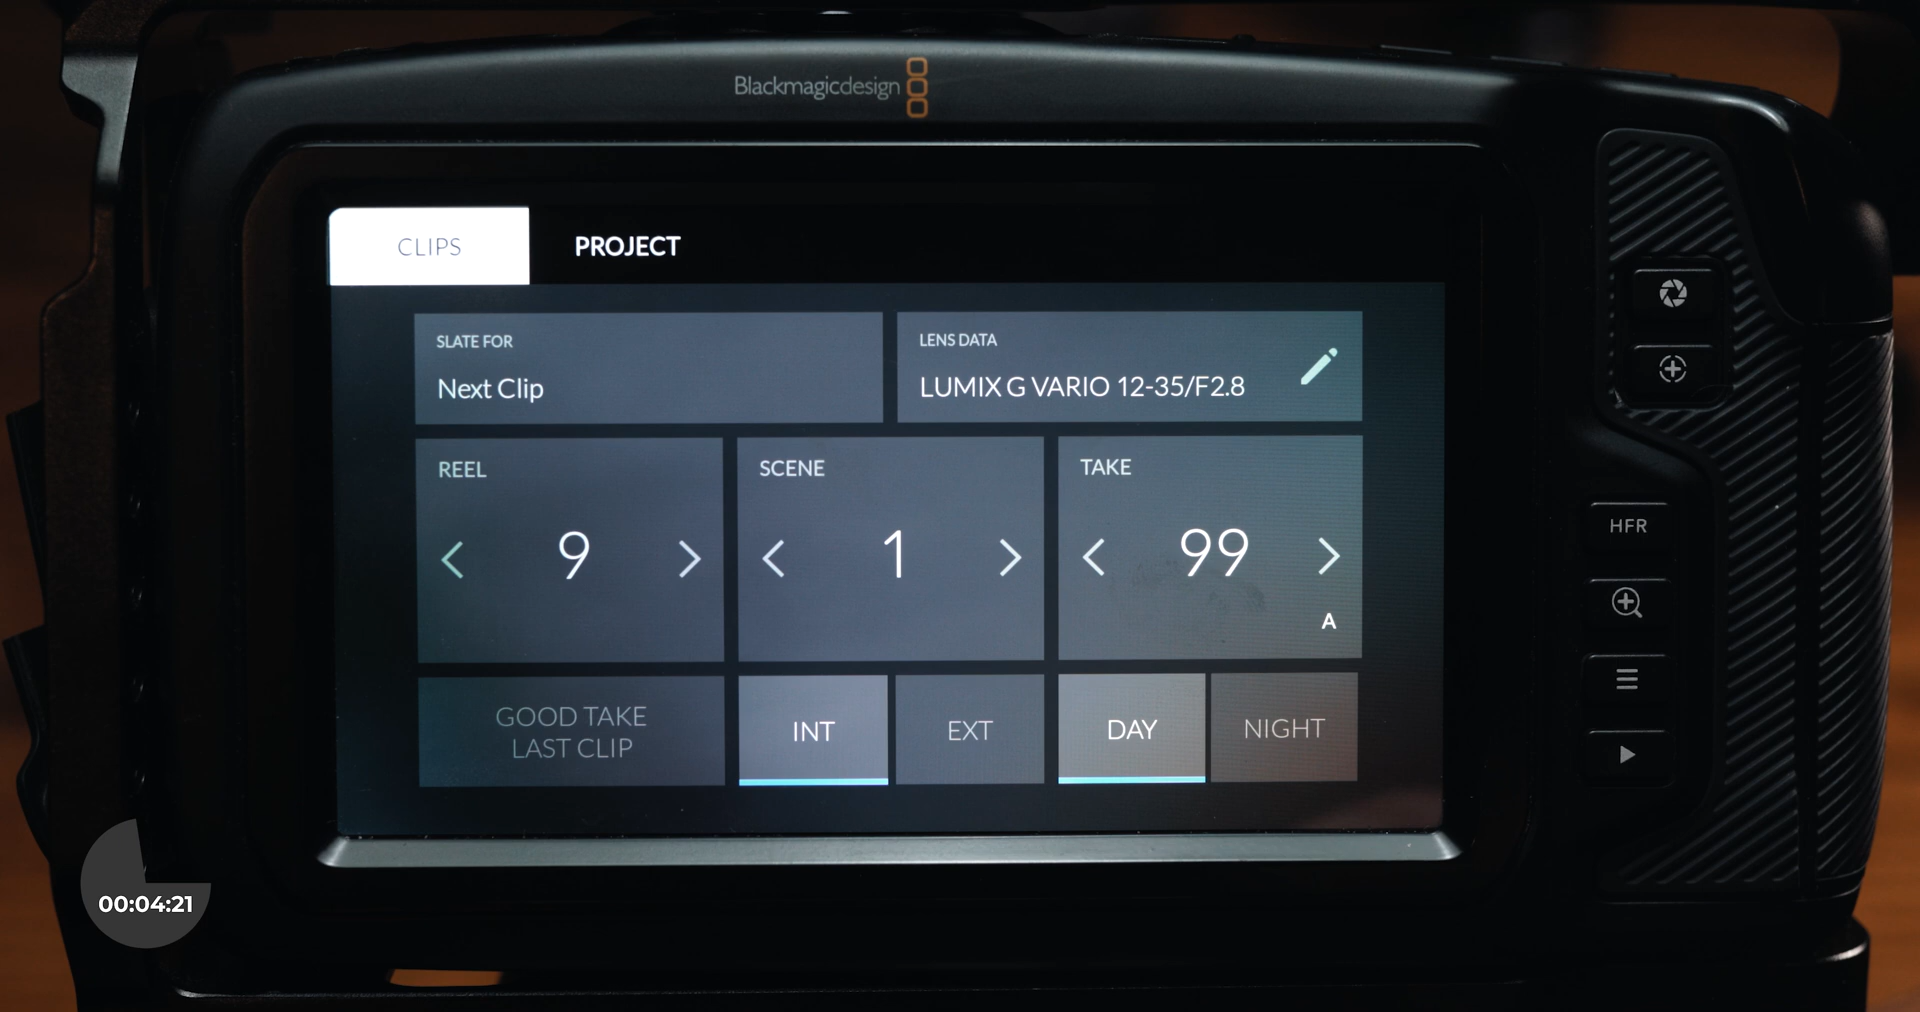 Blackmagicdesign
CLIPS
PROJECT
SLATE FOR
Next Clip
LENS DATA
LUMIX G VARIO 12-35/F2.8
REEL
9
SCENE
1
TAKE
99
A
GOOD TAKE
LAST CLIP
INT
EXT
DAY
NIGHT
HFR
00:04:21